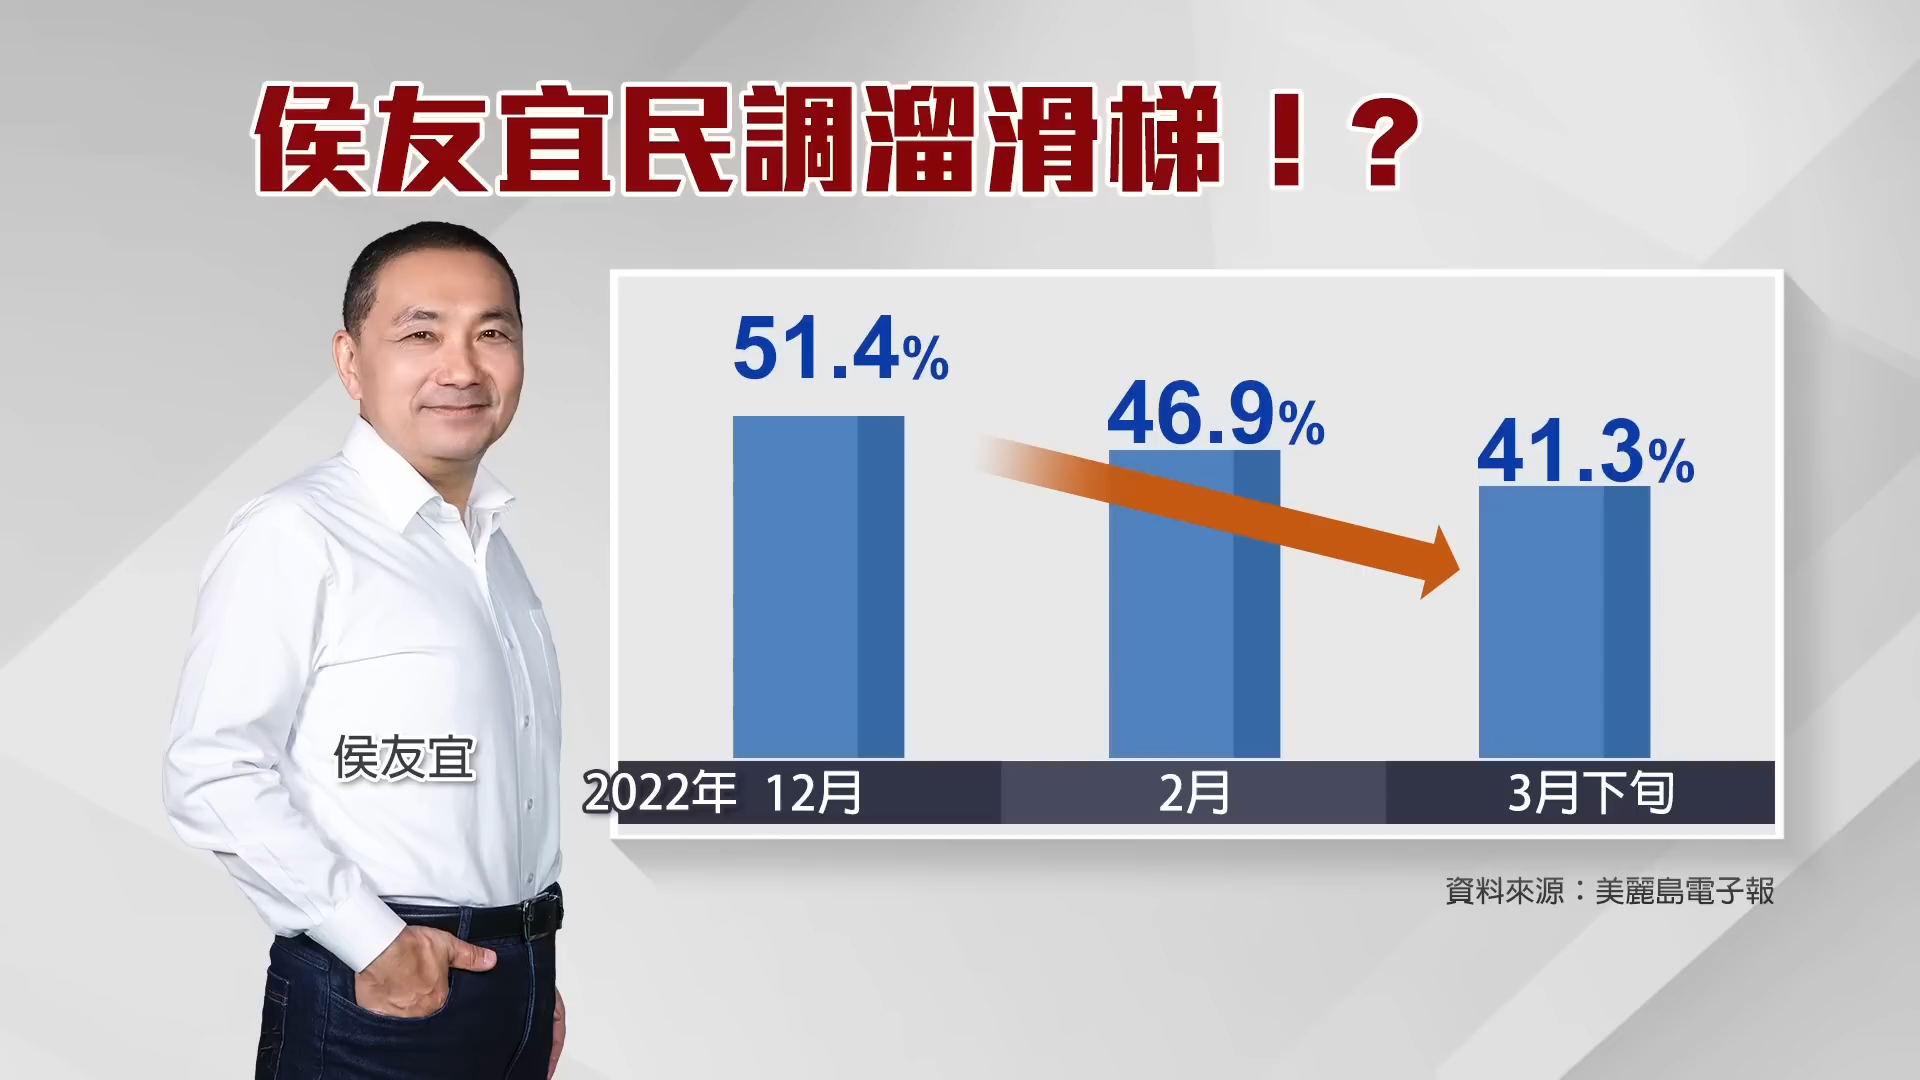 侯友宜民調溜滑梯！?
51.4%
46.9%
41.3%
侯友宜
2022年 12月
2月
3月下旬
資料來源：美麗島電子報